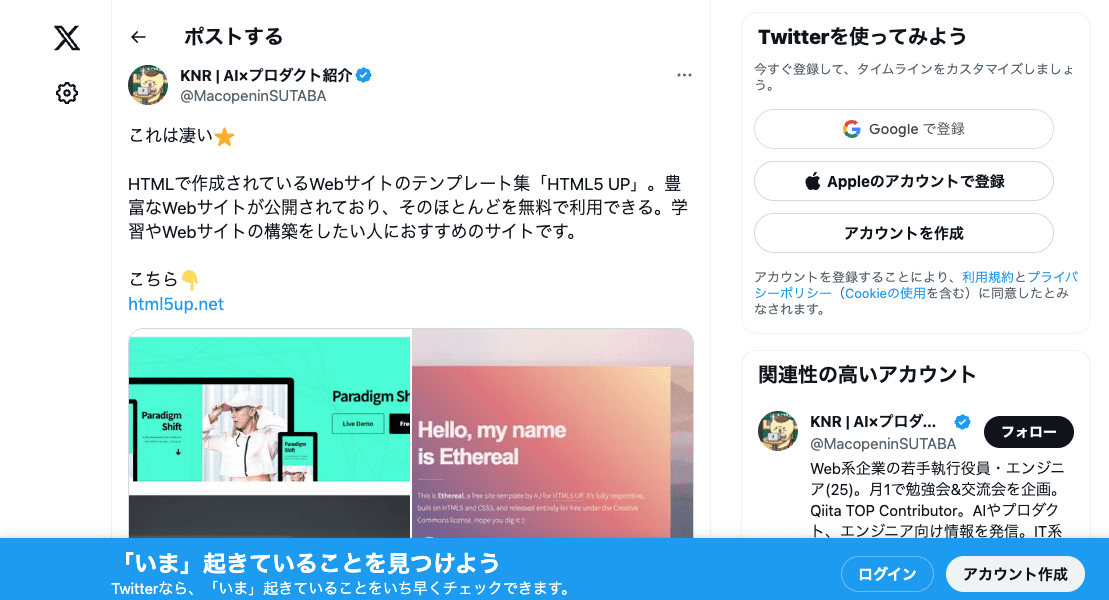 ポストする
KNR | AI×プロダクト紹介
@MacopeninSUTABA
これは凄い⭐
HTMLで作成されているWebサイトのテンプレート集「HTML5 UP」。豊
富なWebサイトが公開されており、そのほとんどを無料で利用できる。学
習やWebサイトの構築をしたい人におすすめのサイトです。
こちら👇
html5up.net
Paradigm
Shift
Paradigm
Shift
Paradigm Sh
Live Demo
Fre
Hello, my name
is Ethereal
This is Ethereal, a free site template by AJ for HTML5 UP. It's fully responsive,
built on HTML5 and CSS3, and released entirely for free under the Creative
Commons license. Hope you dig it :)
Twitterを使ってみよう
今すぐ登録して、タイムラインをカスタマイズしましょ
う。
Google で登録
Appleのアカウントで登録
アカウントを作成
アカウントを登録することにより、利用規約とプライバ
シーポリシー（Cookieの使用を含む）に同意したとみ
なされます。
関連性の高いアカウント
KNR | AI×プロダ...
@MacopeninSUTABA
フォロー
Web系企業の若手執行役員・エンジニ
ア(25)。月1で勉強会&交流会を企画。
Qiita TOP Contributor。AIやプロダク
ト、エンジニア向け情報を発信。IT系
「いま」起きていることを見つけよう
Twitterなら、「いま」起きていることをいち早くチェックできます。
ログイン
アカウント作成